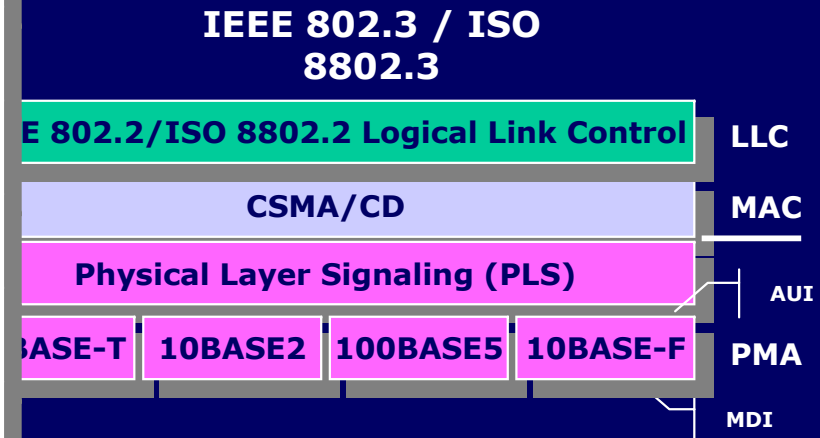 IEEE 802.3 / ISO
8802.3
E 802.2/ISO 8802.2 Logical Link Control
LLC
CSMA/CD
MAC
Physical Layer Signaling (PLS)
AUI
BASE-T
10BASE2
100BASE5
10BASE-F
PMA
MDI